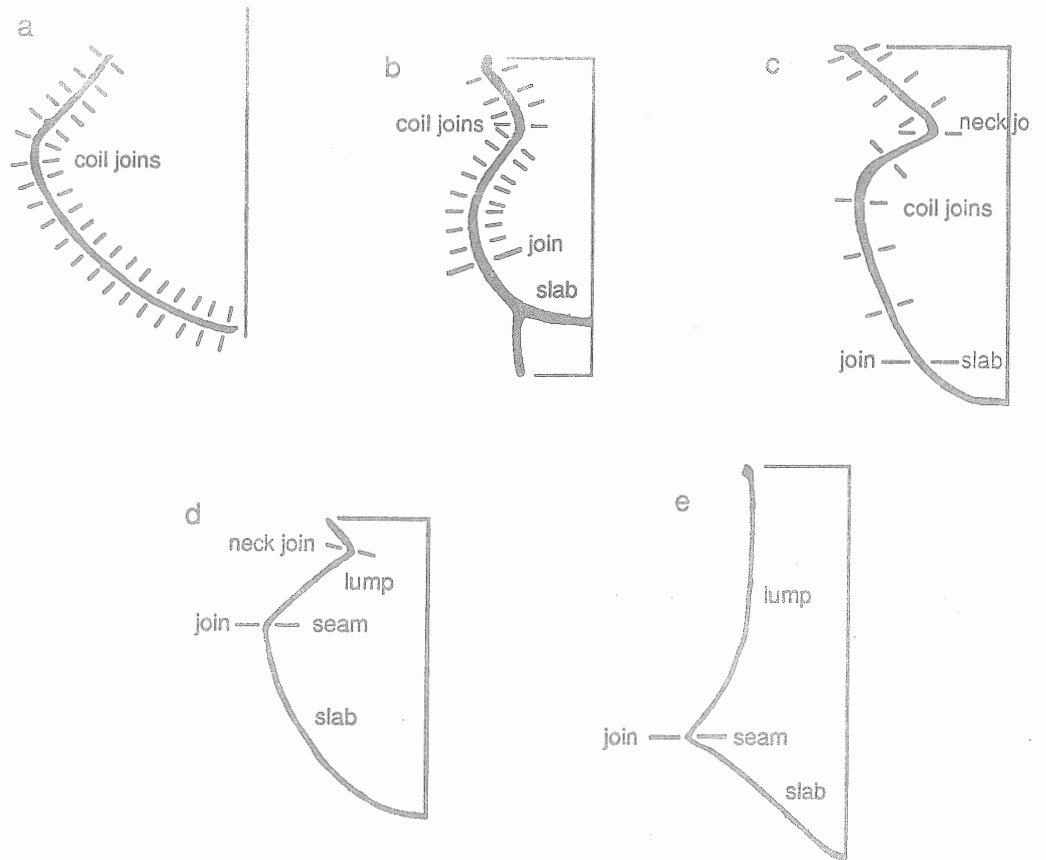 a
coil joins
b
coil joins
join
slab
c
neck jo
coil joins
join slab
d
neck join
lump
join seam
slab
e
lump
join seam
slab